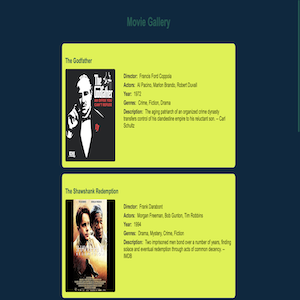 Movie Gallery
The Godfather
Director: Francis Ford Coppola
Actors: Al Pacino, Marlon Brando, Robert Duvall
Year: 1972
Genres: Crime, Fiction, Drama
Description: The aging patriarch of an organized crime dynasty
transfers control of his clandestine empire to his reluctant son. -- Carl
Schultz
The Godfather
The Shawshank Redemption
Director: Frank Darabont
Actors: Morgan Freeman, Bob Gunton, Tim Robbins
Year: 1994
Genres: Drama, Mystery, Crime, Fiction
Description: Two imprisoned men bond over a number of years, finding
solace and eventual redemption through acts of common decency. --
IMDB